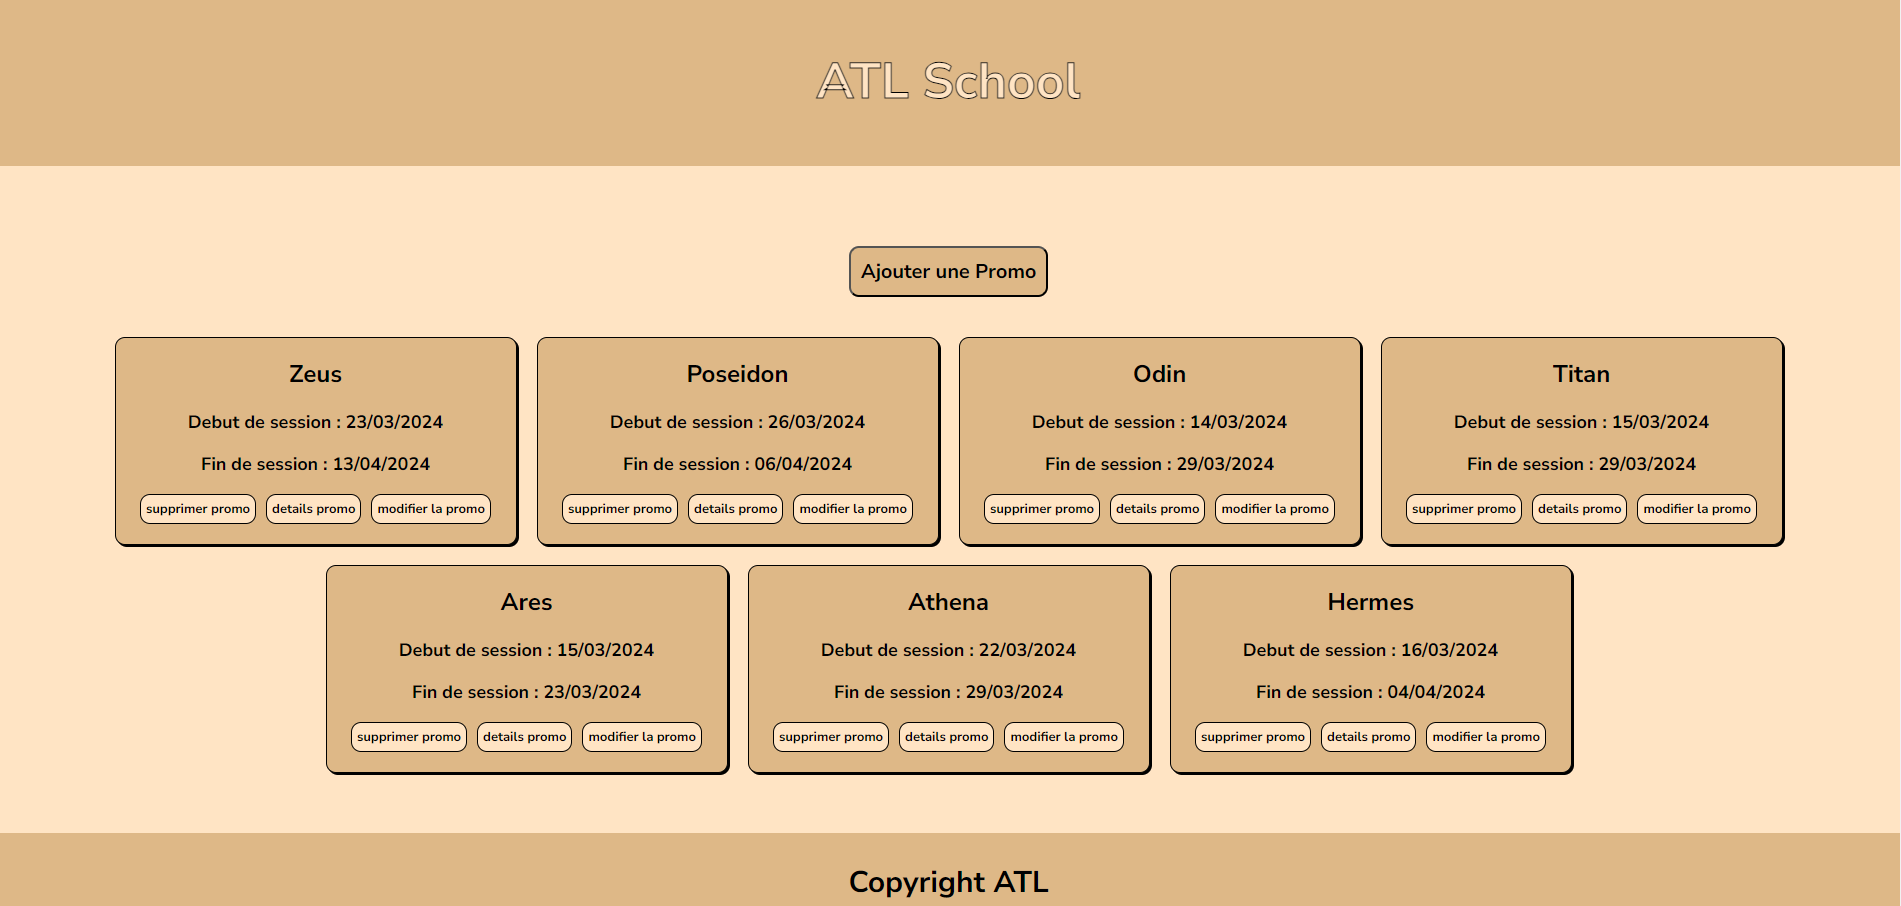 ATL School
Ajouter une Promo
Zeus
Debut de session : 23/03/2024
Fin de session : 13/04/2024
supprimer promo details promo modifier la promo
Poseidon
Debut de session : 26/03/2024
Fin de session : 06/04/2024
supprimer promo details promo modifier la promo
Odin
Debut de session : 14/03/2024
Fin de session : 29/03/2024
supprimer promo details promo modifier la promo
Titan
Debut de session : 15/03/2024
Fin de session : 29/03/2024
supprimer promo details promo modifier la promo
Ares
Debut de session : 15/03/2024
Fin de session : 23/03/2024
supprimer promo details promo modifier la promo
Athena
Debut de session : 22/03/2024
Fin de session : 29/03/2024
supprimer promo details promo modifier la promo
Hermes
Debut de session : 16/03/2024
Fin de session : 04/04/2024
supprimer promo details promo modifier la promo
Copyright ATL